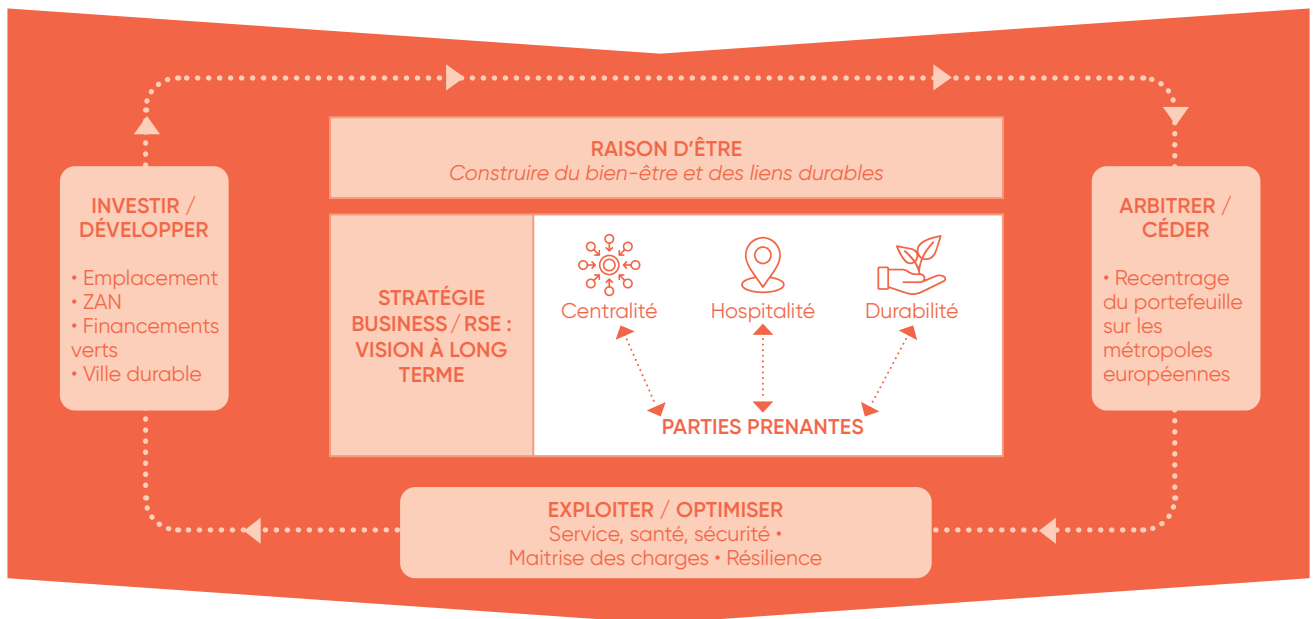 RAISON D'ÊTRE
Construire du bien-être et des liens durables
INVESTIR /
DÉVELOPPER
• Emplacement
• ZAN
• Financements
verts
• Ville durable
STRATÉGIE
BUSINESS / RSE :
VISION À LONG
TERME
Centralité
Hospitalité
Durabilité
PARTIES PRENANTES
ARBITRER /
CÉDER
• Recentrage
du portefeuille
sur les
métropoles
européennes
EXPLOITER / OPTIMISER
Service, santé, sécurité •
Maitrise des charges • Résilience